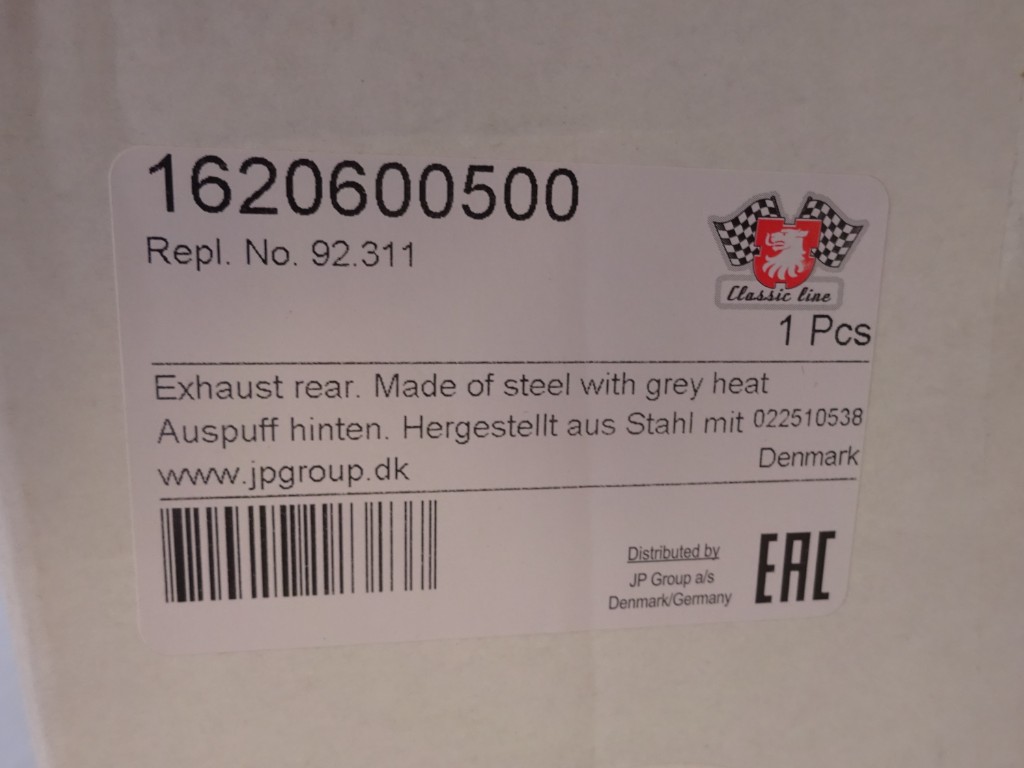 1620600500
Repl. No. 92.311
Classic line
1 Pcs
Exhaust rear. Made of steel with grey heat
Auspuff hinten. Hergestellt aus Stahl mit 022510538
www.jpgroup.dk Denmark
Distributed by
JP Group a/s
Denmark/Germany
EAC